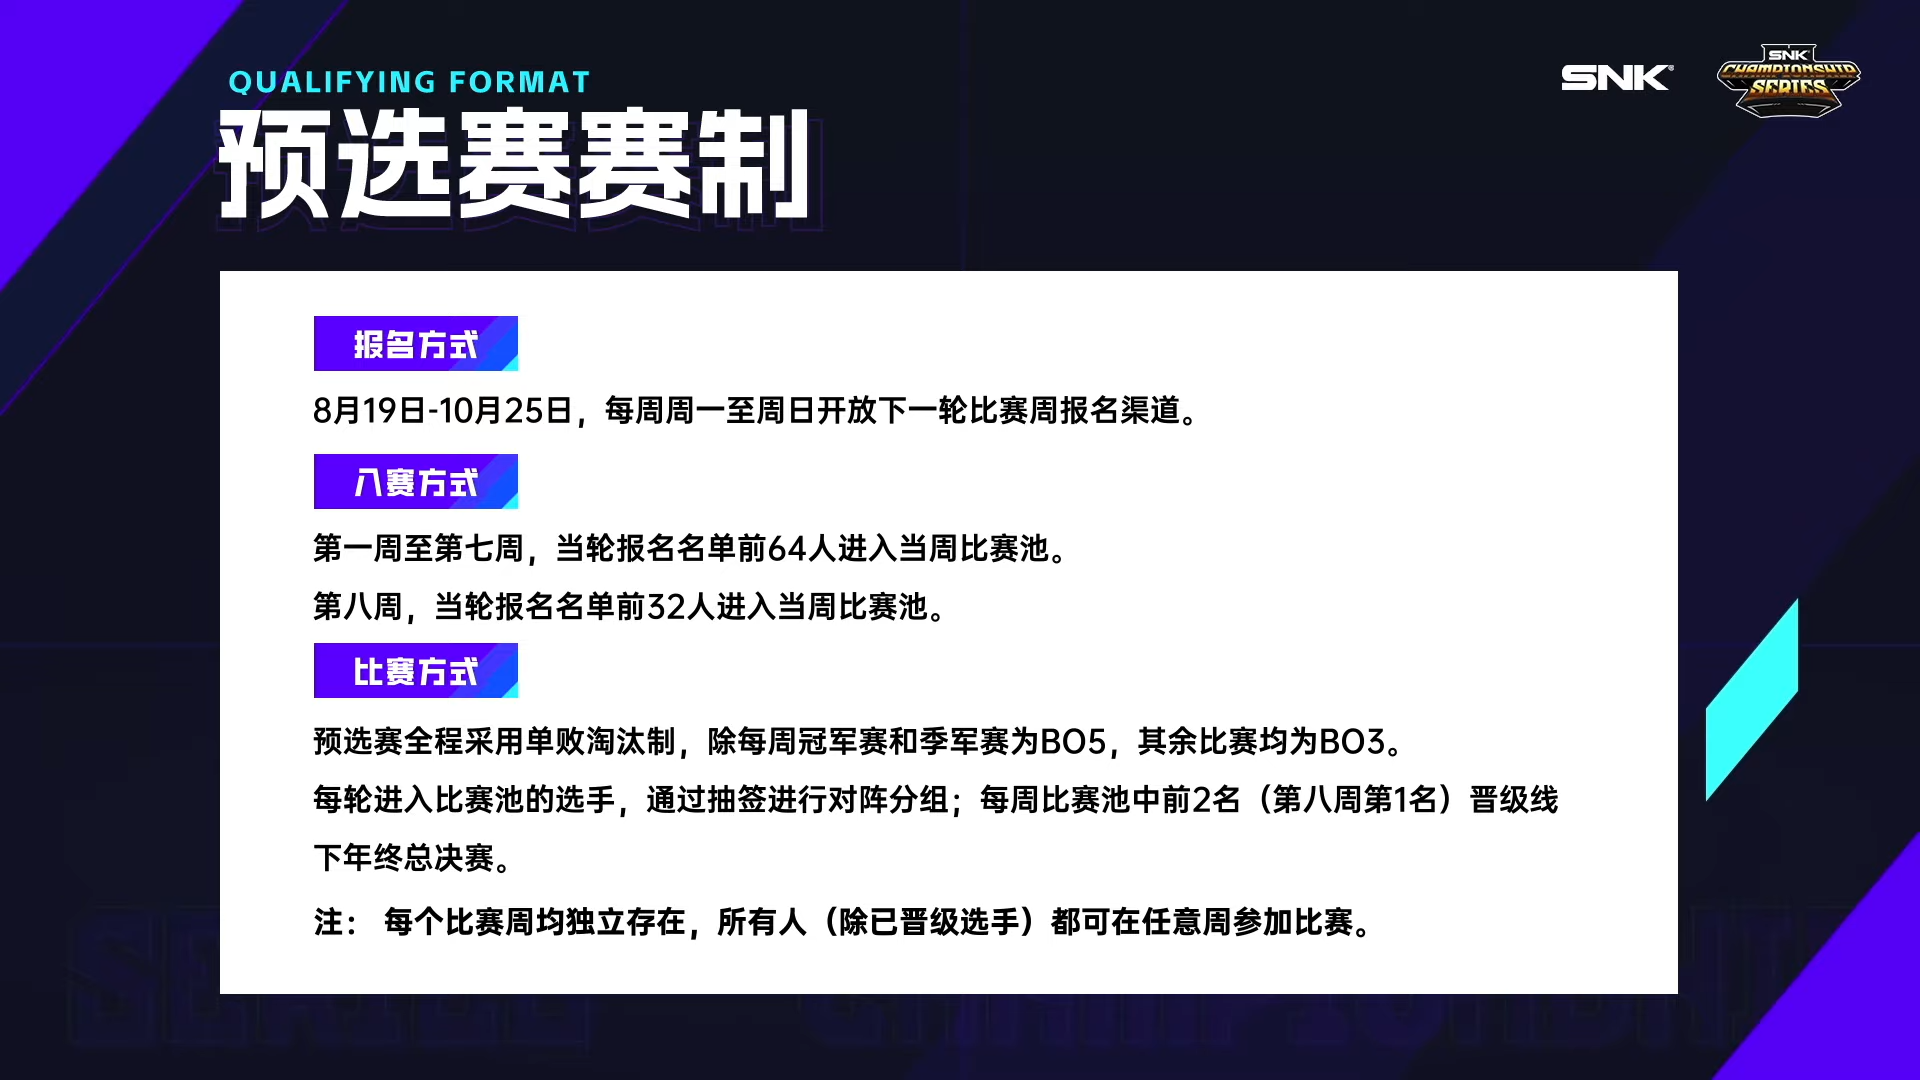 QUALIFYING FORMAT
预选赛赛制
SNK
SNK
CHAMPIONSHIP
SERIES
报名方式
8月19日-10月25日，每周周一至周日开放下一轮比赛周报名渠道。
入赛方式
第一周至第七周，当轮报名名单前64人进入当周比赛池。
第八周，当轮报名名单前32人进入当周比赛池。
比赛方式
预选赛全程采用单败淘汰制，除每周冠军赛和季军赛为BO5，其余比赛均为BO3。
每轮进入比赛池的选手，通过抽签进行对阵分组；每周比赛池中前2名（第八周第1名）晋级线
下年终总决赛。
注： 每个比赛周均独立存在，所有人（除已晋级选手）都可在任意周参加比赛。